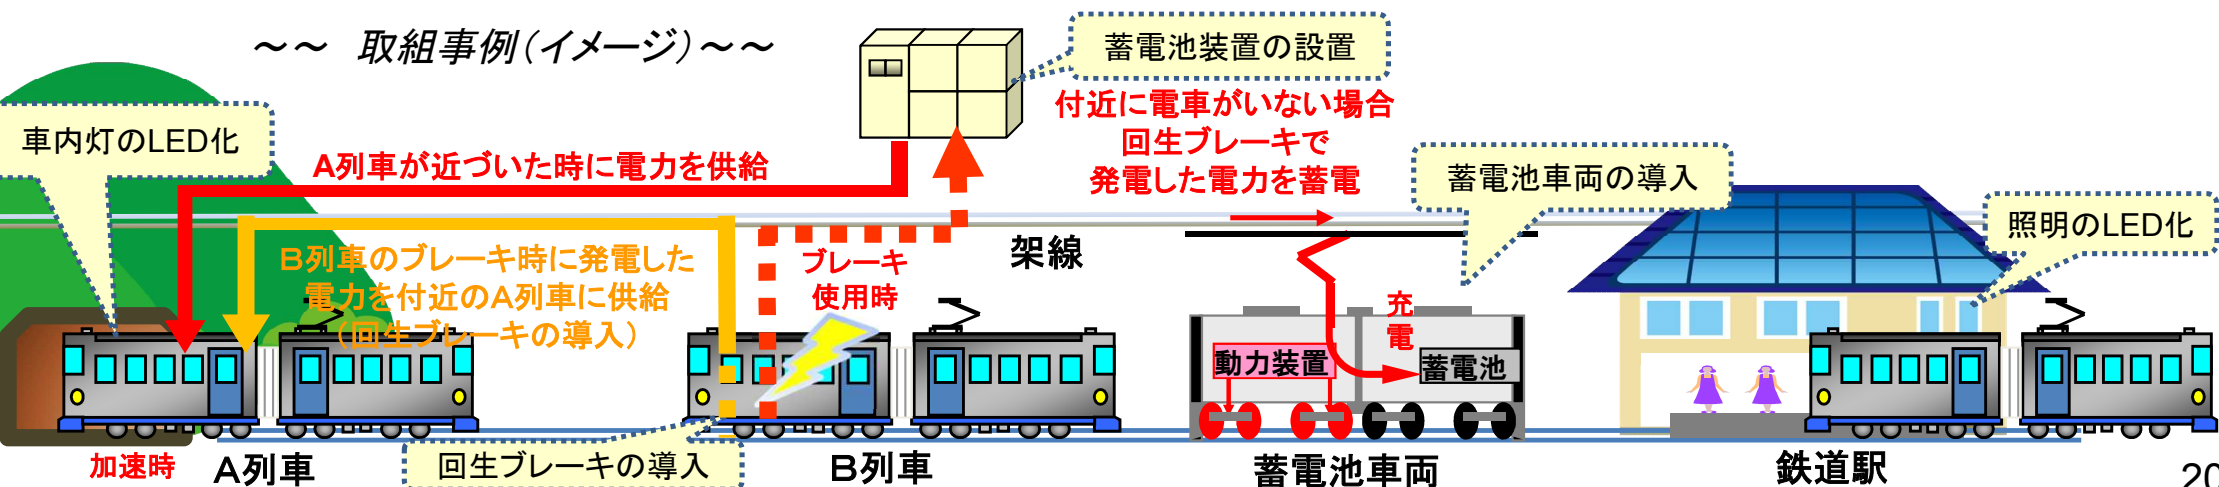 ～～　取組事例(イメージ)～～
蓄電池装置の設置
付近に電車がいない場合
回生ブレーキで
発電した電力を蓄電
車内灯のLED化
A列車が近づいた時に電力を供給
蓄電池車両の導入
照明のLED化
B列車のブレーキ時に発電した
電力を付近のA列車に供給
(回生ブレーキの導入)
ブレーキ
使用時
架線
充
電
動力装置
蓄電池
加速時
A列車
回生ブレーキの導入
B列車
蓄電池車両
鉄道駅
20